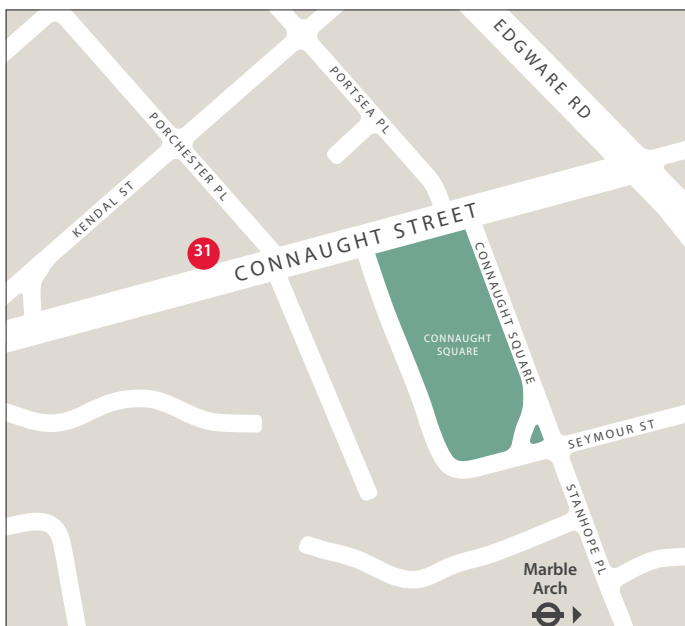 EDGWARE RD
PORTSEA PL
PORCHESTER PL
KENDAL ST
31
CONNAUGHT STREET
CONNAUGHT SQUARE
CONNAUGHT
SQUARE
SEYMOUR ST
STANHOPE PL
Marble
Arch